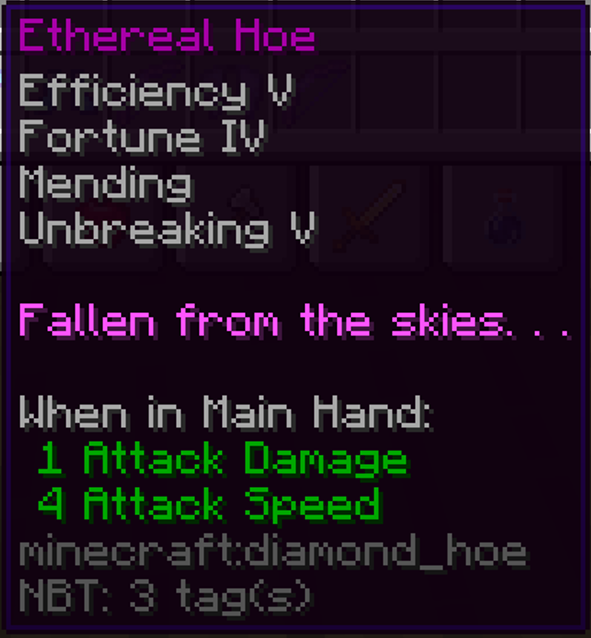 Ethereal Hoe
Efficiency V
Fortune IV
Mending
Unbreaking V
Fallen from the skies...
When in Main Hand:
1 Attack Damage
4 Attack Speed
minecraft:diamond_hoe
NBT: 3 tag(s)